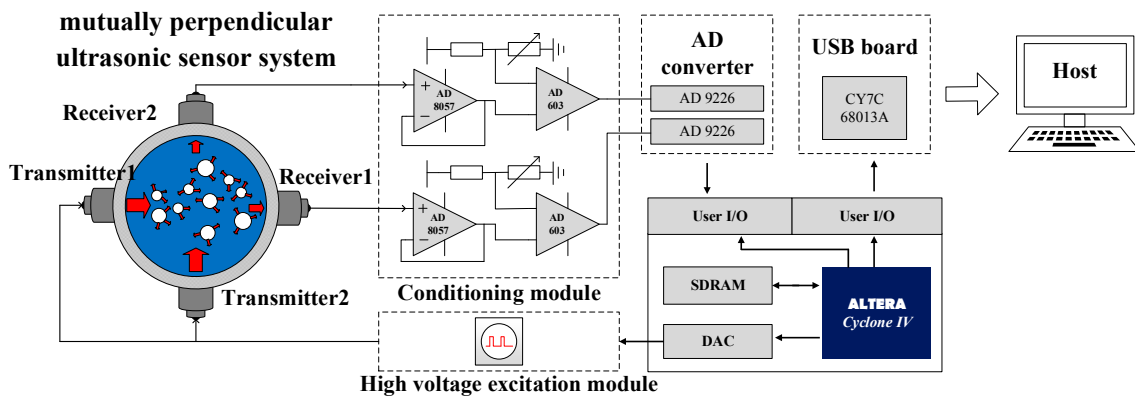 mutually perpendicular
ultrasonic sensor system
Receiver2
Transmitter1
Receiver1
Transmitter2
+
−
AD
8057
AD
603
+
−
AD
8057
AD
603
Conditioning module
High voltage excitation module
AD
converter
AD 9226
AD 9226
USB board
CY7C
68013A
Host
User I/O
User I/O
SDRAM
DAC
ALTERA
Cyclone IV